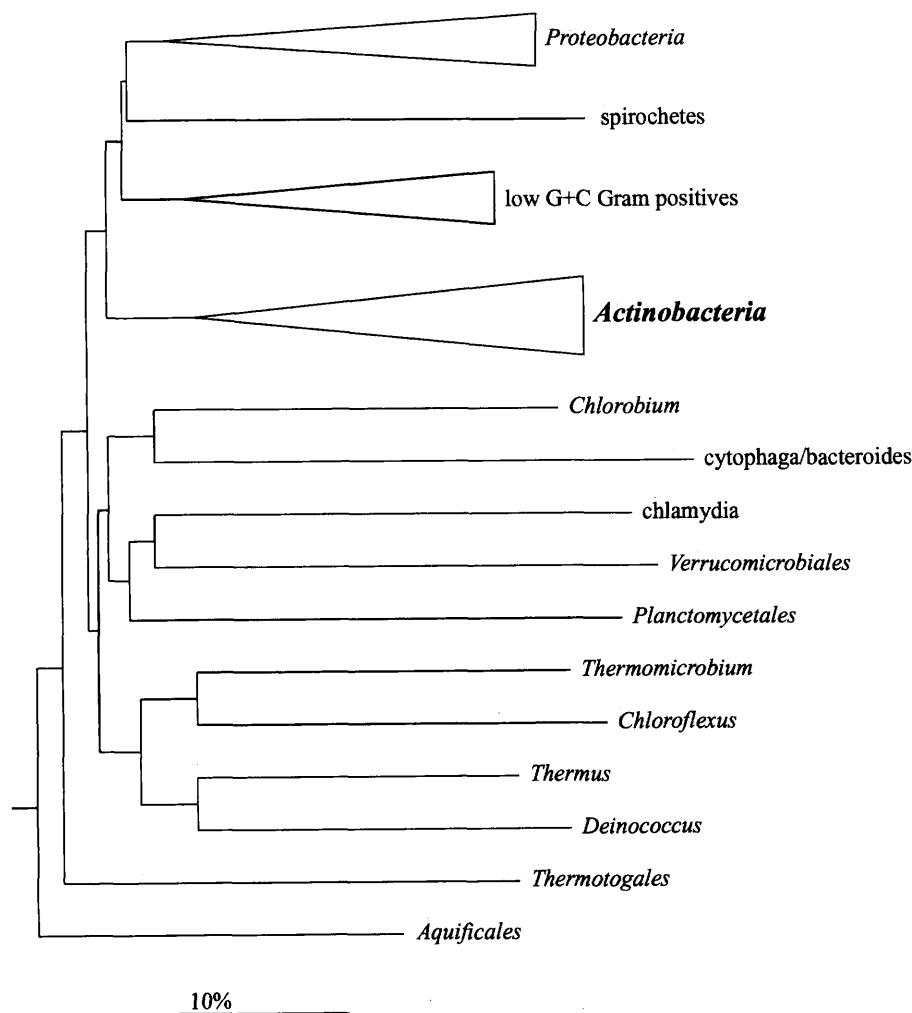 Proteobacteria
spirochetes
low G+C Gram positives
Actinobacteria
Chlorobium
cytophaga/bacteroides
chlamydia
Verrucomicrobiales
Planctomycetales
Thermomicrobium
Chloroflexus
Thermus
Deinococcus
Thermotogales
Aquificales
10%